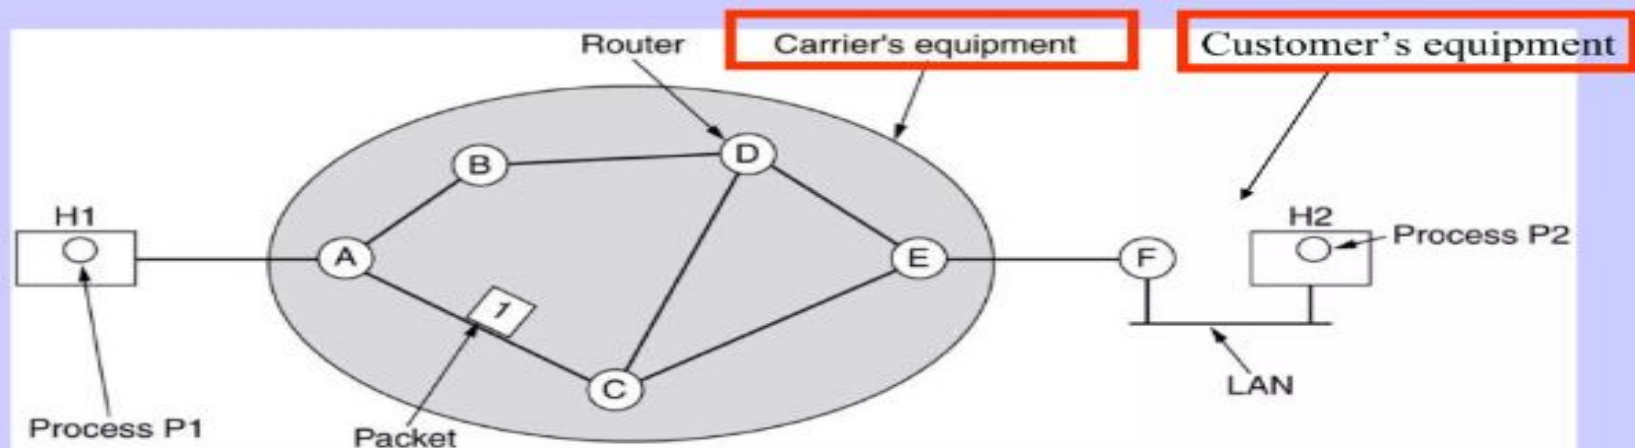 Router
Carrier's equipment
Customer's equipment
B
D
H1
H2
Process P2
A
E
F
1
C
LAN
Process P1
Packet